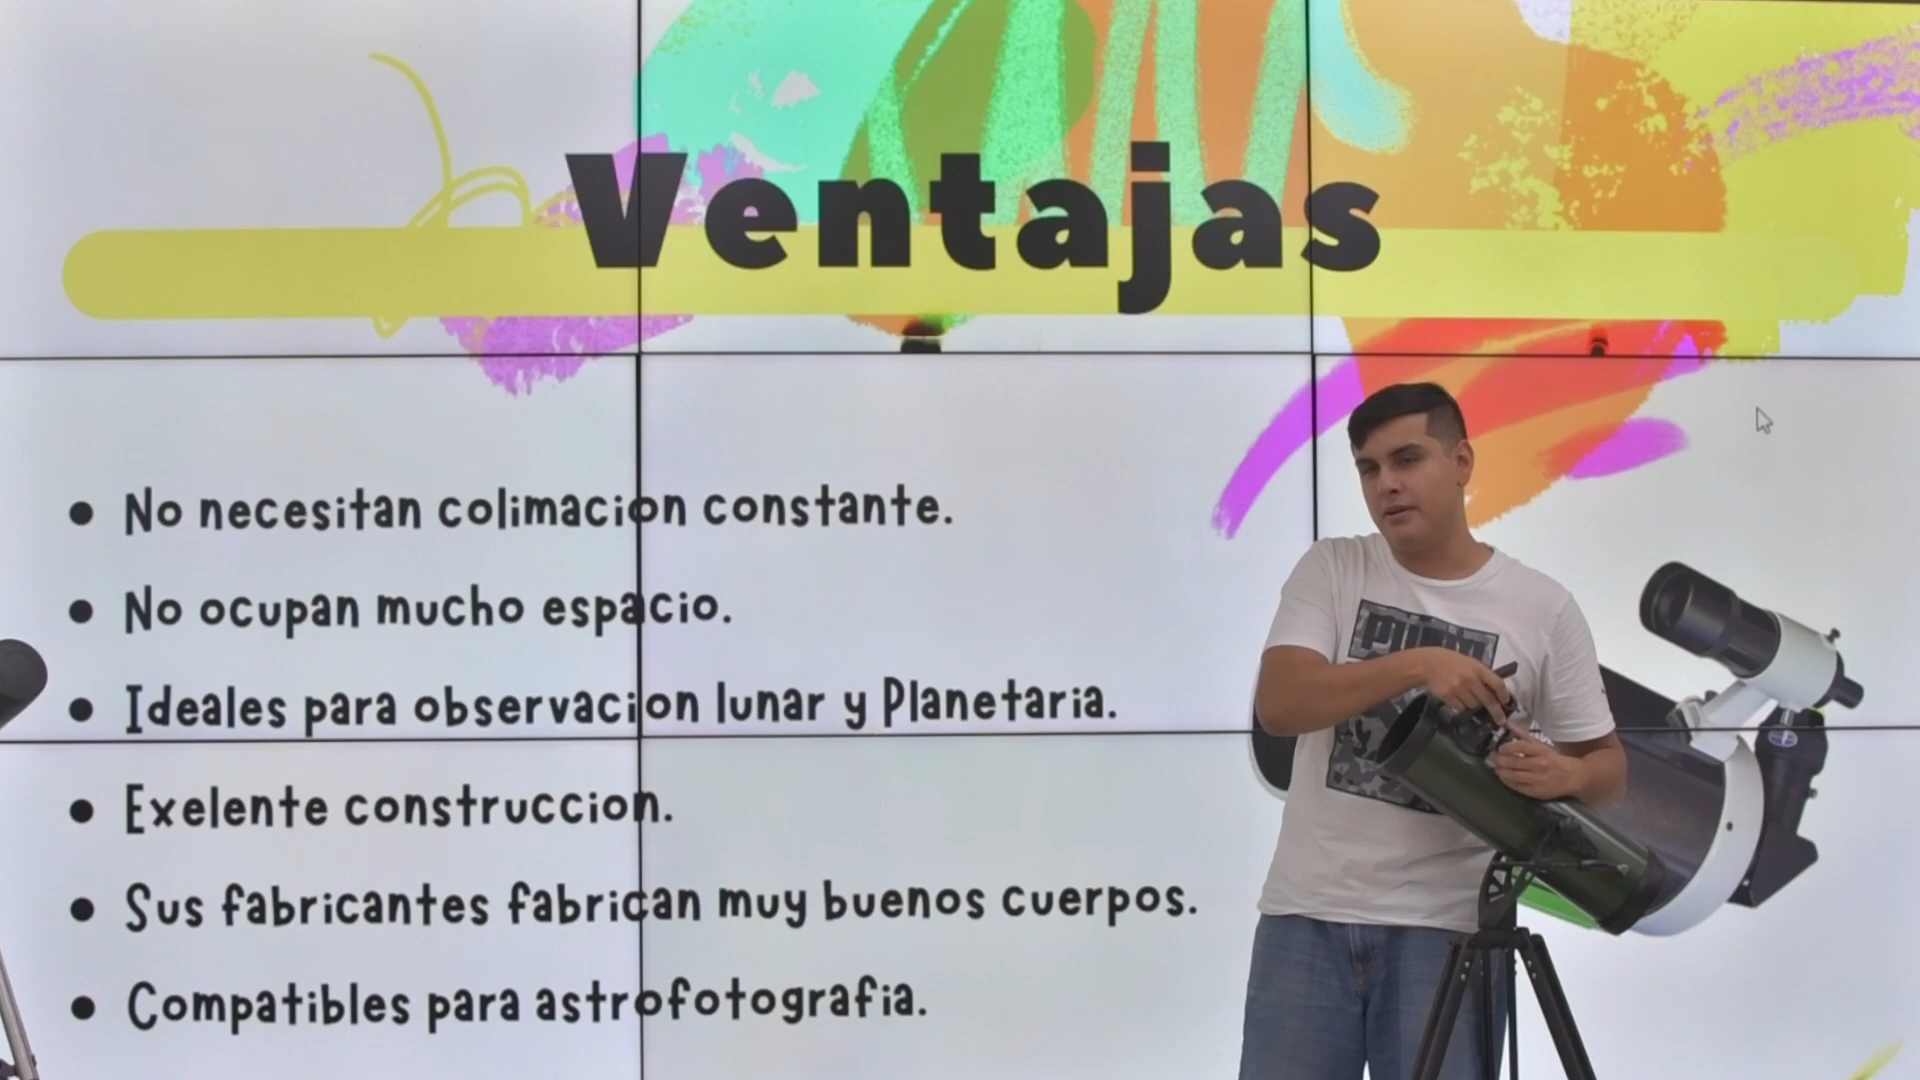 Ventajas
• No necesitan colimacion constante.
• No ocupan mucho espacio.
• Ideales para observacion lunar y Planetaria.
• Exelente construccion.
• Sus fabricantes fabrican muy buenos cuerpos.
• Compatibles para astrofotografia.
PUMA